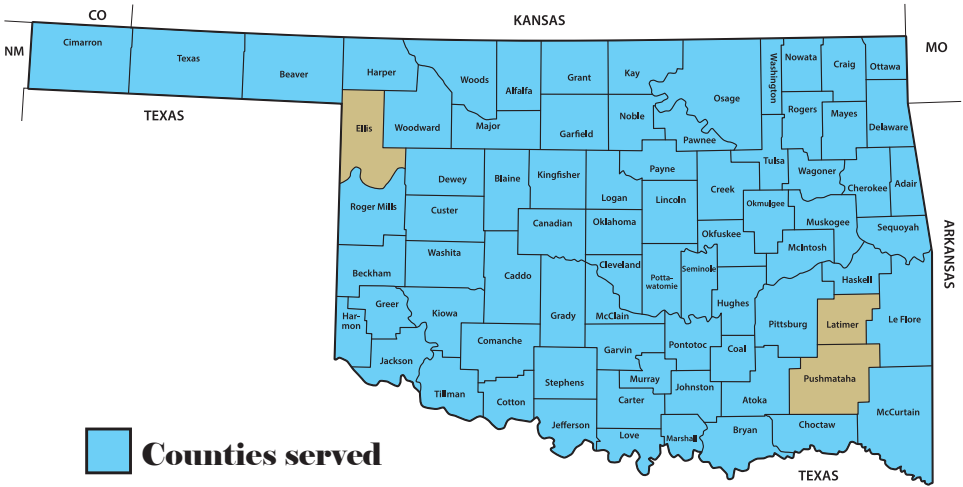 CO
KANSAS
NM
MO
Cimarron
Texas
Beaver
Harper
Woods
Alfalfa
Grant
Kay
Osage
Washington
Nowata
Craig
Ottawa
TEXAS
Ellis
Woodward
Major
Garfield
Noble
Pawnee
Rogers
Mayes
Delaware
Dewey
Blaine
Kingfisher
Logan
Payne
Lincoln
Creek
Tulsa
Wagoner
Cherokee
Adair
Roger Mills
Custer
Canadian
Oklahoma
Okfuskee
Okmulgee
Muskogee
Sequoyah
ARKANSAS
Washita
Caddo
Cleveland
Potta-
watomie
Seminole
McIntosh
Haskell
Beckham
Greer
Har-
mon
Kiowa
Grady
McClain
Hughes
Pittsburg
Latimer
Le Flore
Jackson
Comanche
Garvin
Pontotoc
Coal
Tillman
Cotton
Stephens
Murray
Johnston
Atoka
Pushmataha
McCurtain
Jefferson
Carter
Love
Marshall
Bryan
Choctaw
TEXAS
Counties served